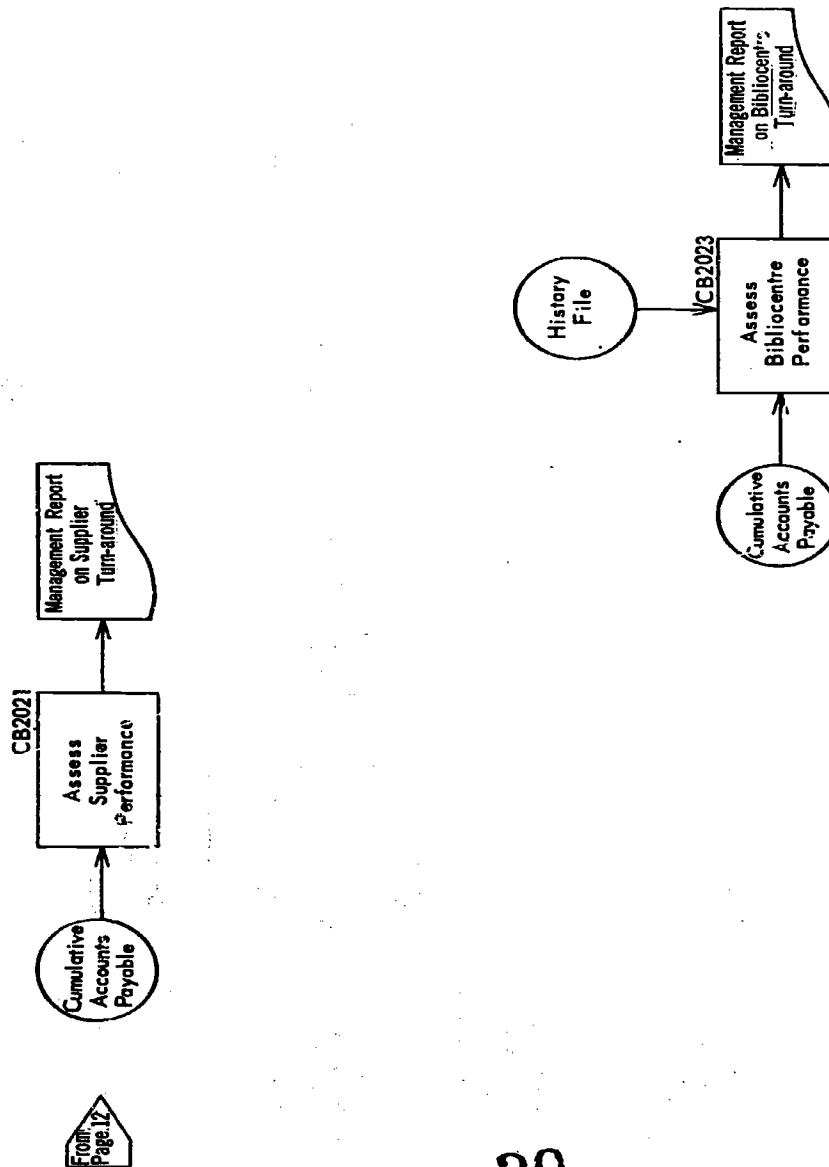 From
Page 12
Cumulative
Accounts
Payable
CB2021
Assess
Supplier
Performance
Management Report
on Supplier
Turn-around
History
File
Cumulative
Accounts
Payable
CB2023
Assess
Bibliocentre
Performance
Management Report
on Bibliocentre
Turn-around